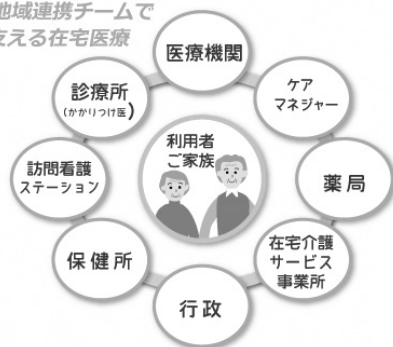 地域連携チームで
支える在宅医療
医療機関
ケア
マネジャー
薬局
在宅介護
サービス
事業所
行政
保健所
訪問看護
ステーション
診療所
(かかりつけ医)
利用者
ご家族